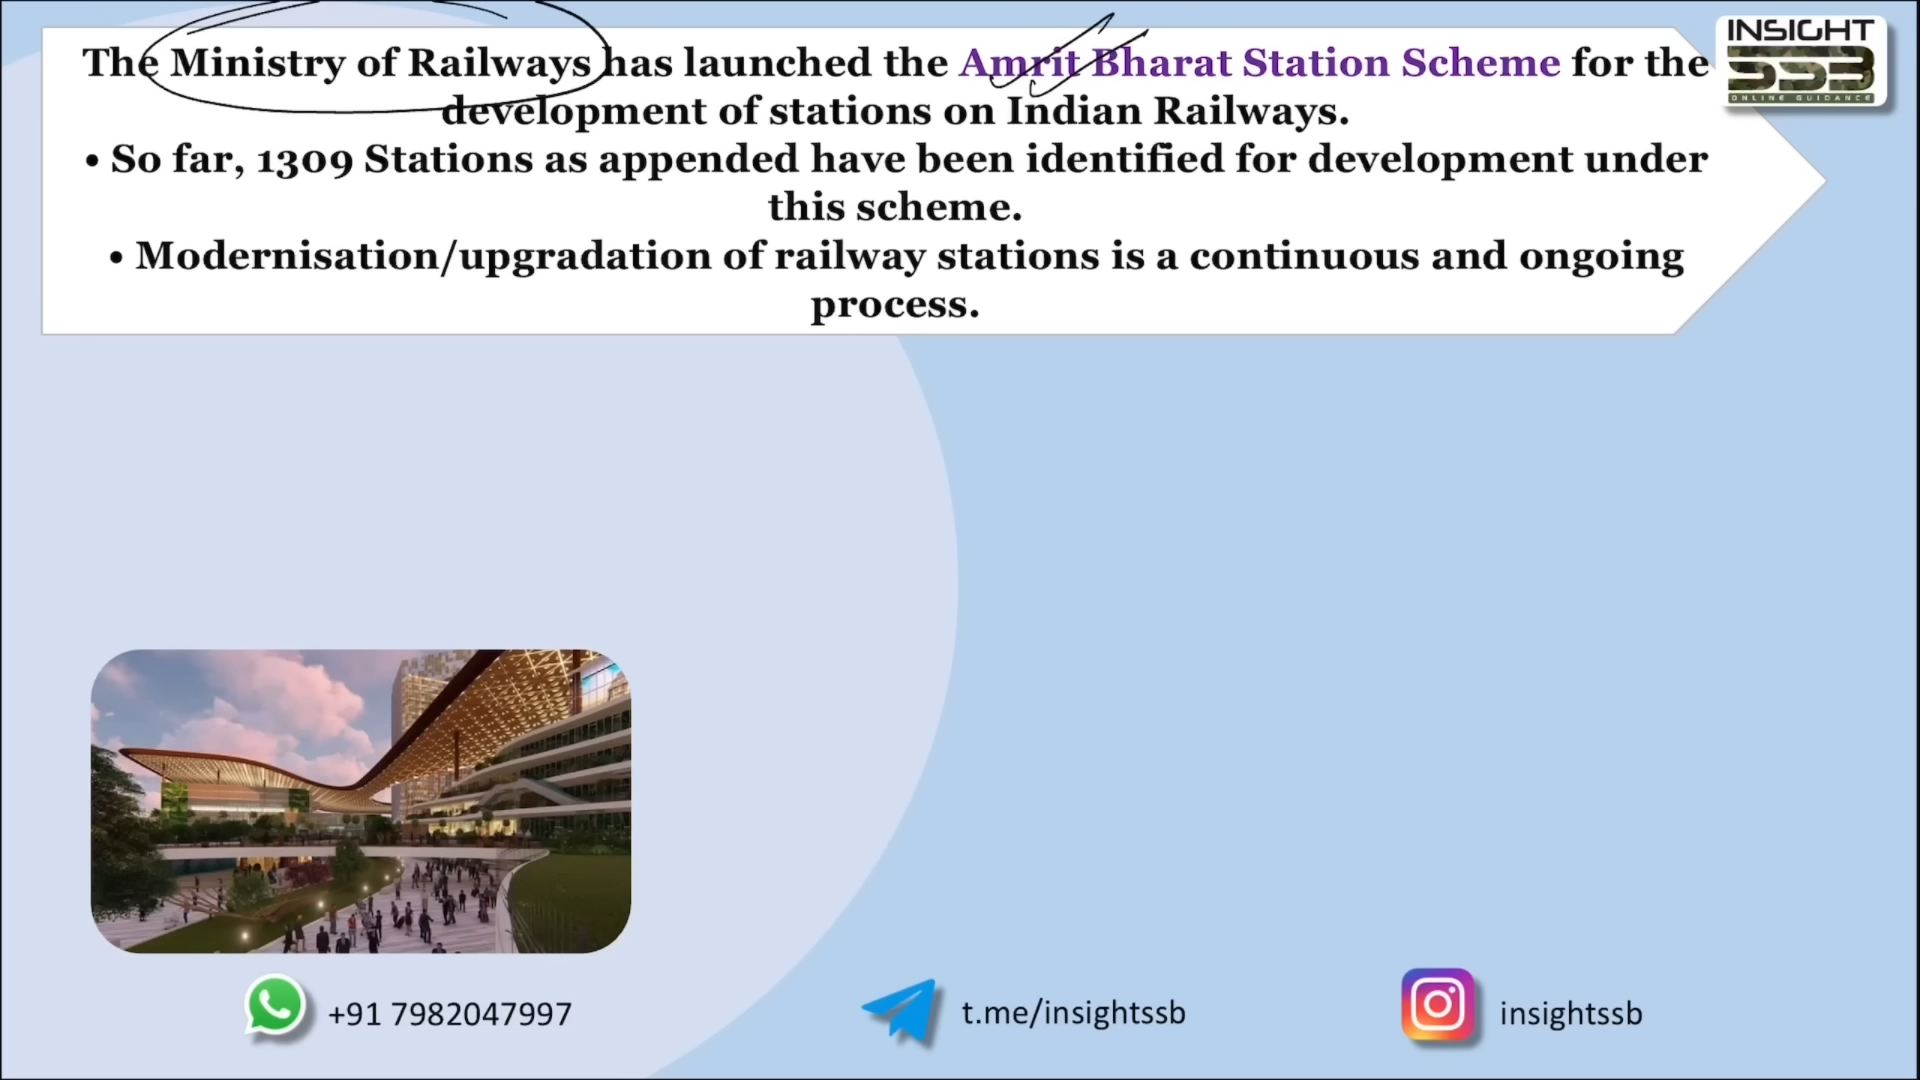 The Ministry of Railways has launched the Amrit Bharat Station Scheme for the
development of stations on Indian Railways.
• So far, 1309 Stations as appended have been identified for development under
this scheme.
• Modernisation/upgradation of railway stations is a continuous and ongoing
process.
INSIGHT
SSB
ONLINE GUIDANCE
+91 7982047997
t.me/insightssb
insightssb